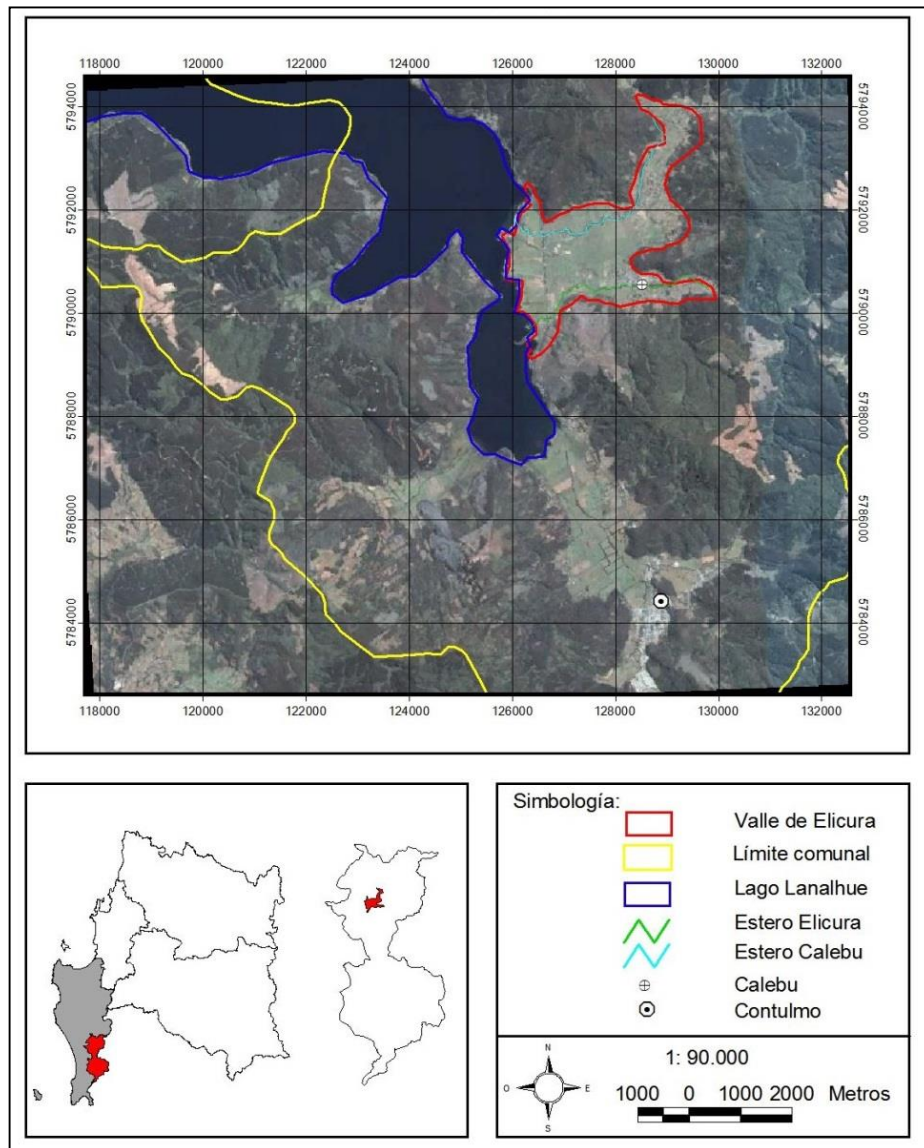 118000 120000 122000 124000 126000 128000 130000 132000
5794000 5794000
5792000 5792000
5790000 5790000
5788000 5788000
5786000 5786000
5784000 5784000
118000 120000 122000 124000 126000 128000 130000 132000
Simbología:
Valle de Elicura
Límite comunal
Lago Lanalhue
Estero Elicura
Estero Calebu
Calebu
Contulmo
N
O E
S
1: 90.000
1000 0 1000 2000 Metros